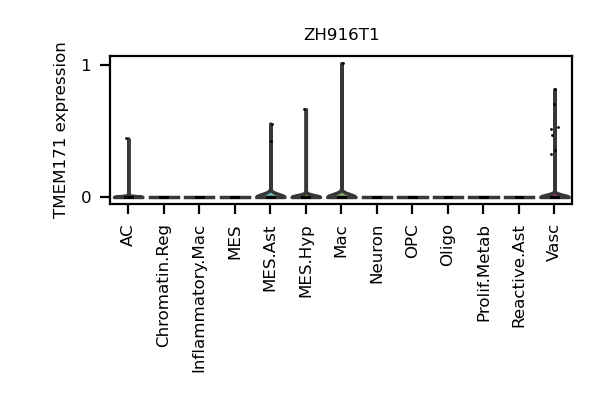 ZH916T1
TMEM171 expression
1
0
AC
Chromatin.Reg
Inflammatory.Mac
MES
MES.Ast
MES.Hyp
Mac
Neuron
OPC
Oligo
Prolif.Metab
Reactive.Ast
Vasc